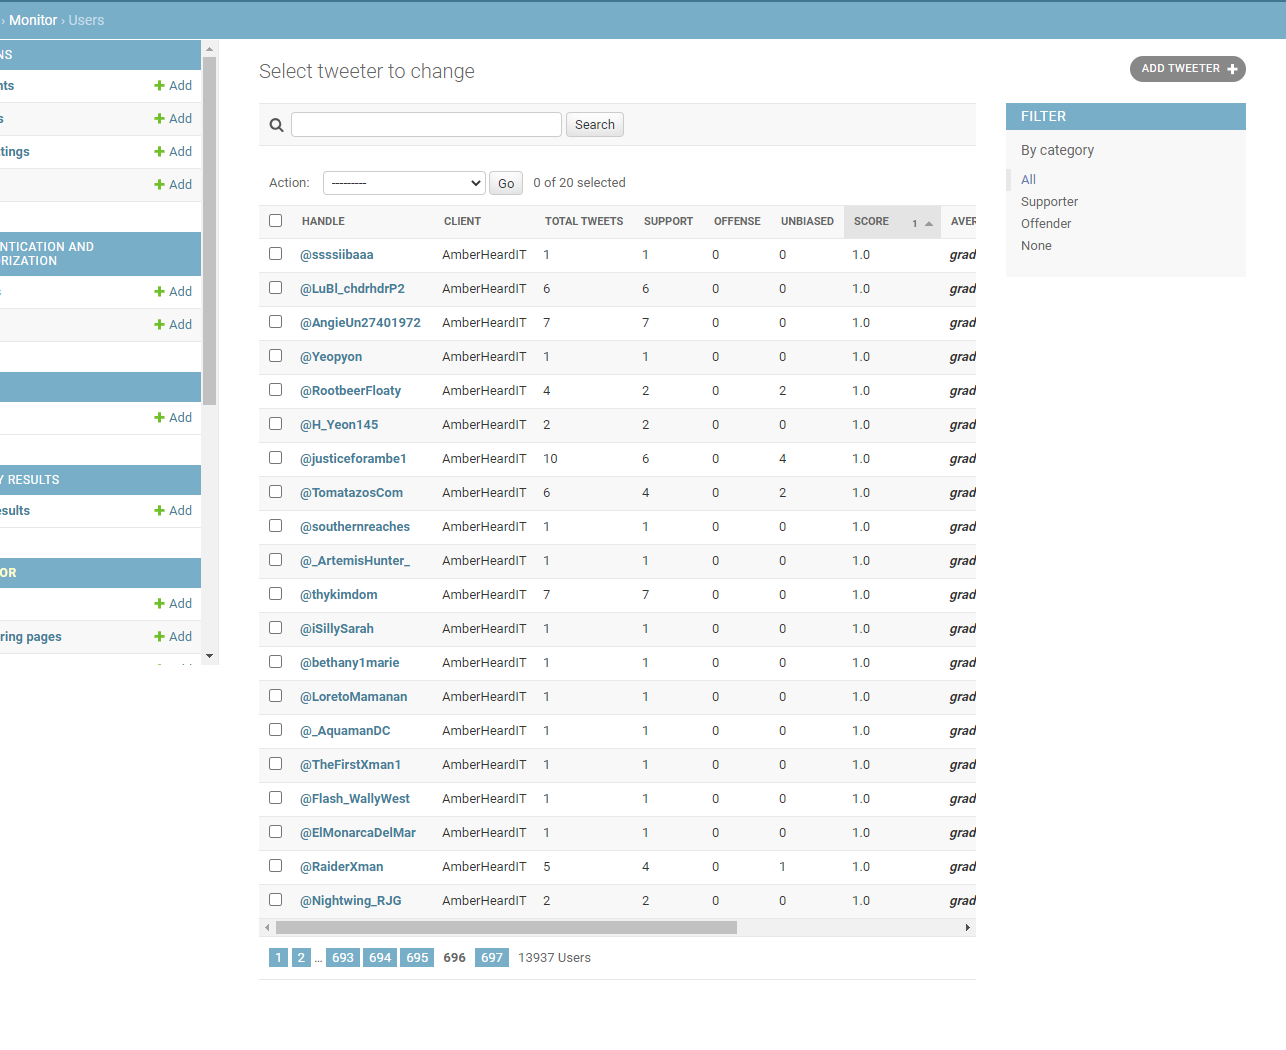 › Monitor › Users
NS
nts Add
s Add
ttings Add
Add
NTICATION AND
RIZATION
s Add
Add
Add
Y RESULTS
esults Add
OR
Add
ring pages Add
Select tweeter to change
ADD TWEETER +
Search
Action: --------- Go 0 of 20 selected
HANDLE CLIENT TOTAL TWEETS SUPPORT OFFENSE UNBIASED SCORE 1 AVER
@ssssiibaaa AmberHeardIT 1 1 0 0 1.0 grad
@LuBl_chdrhdrP2 AmberHeardIT 6 6 0 0 1.0 grad
@AngieUn27401972 AmberHeardIT 7 7 0 0 1.0 grad
@Yeopyon AmberHeardIT 1 1 0 0 1.0 grad
@RootbeerFloaty AmberHeardIT 4 2 0 2 1.0 grad
@H_Yeon145 AmberHeardIT 2 2 0 0 1.0 grad
@justiceforambe1 AmberHeardIT 10 6 0 4 1.0 grad
@TomatazosCom AmberHeardIT 6 4 0 2 1.0 grad
@southernreaches AmberHeardIT 1 1 0 0 1.0 grad
@_ArtemisHunter_ AmberHeardIT 1 1 0 0 1.0 grad
@thykimdom AmberHeardIT 7 7 0 0 1.0 grad
@iSillySarah AmberHeardIT 1 1 0 0 1.0 grad
@bethany1marie AmberHeardIT 1 1 0 0 1.0 grad
@LoretoMamanan AmberHeardIT 1 1 0 0 1.0 grad
@_AquamanDC AmberHeardIT 1 1 0 0 1.0 grad
@TheFirstXman1 AmberHeardIT 1 1 0 0 1.0 grad
@Flash_WallyWest AmberHeardIT 1 1 0 0 1.0 grad
@ElMonarcaDelMar AmberHeardIT 1 1 0 0 1.0 grad
@RaiderXman AmberHeardIT 5 4 0 1 1.0 grad
@Nightwing_RJG AmberHeardIT 2 2 0 0 1.0 grad
1 2 ... 693 694 695 696 697 13937 Users
FILTER
By category
All
Supporter
Offender
None